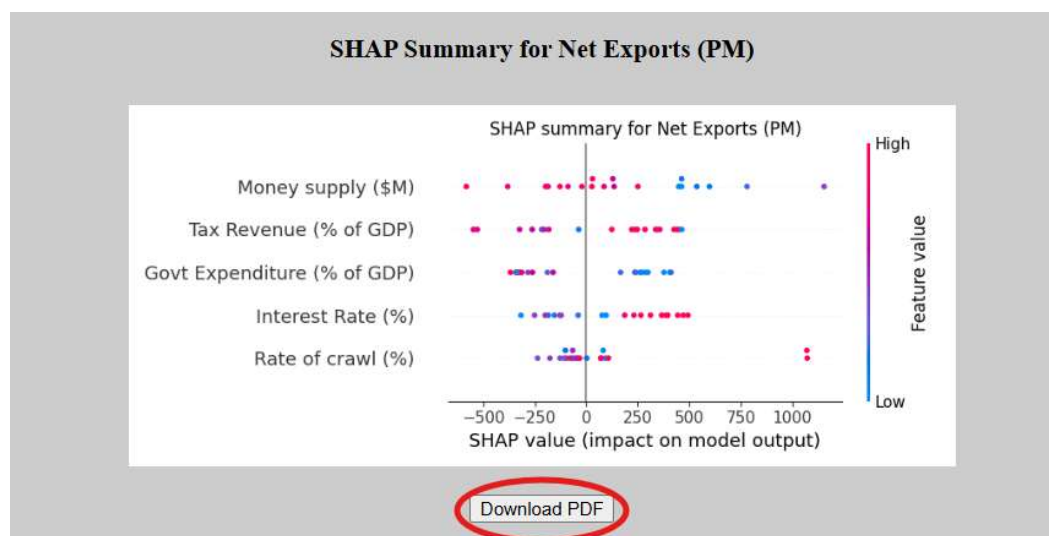 SHAP Summary for Net Exports (PM)
SHAP summary for Net Exports (PM)
High
Money supply ($M)
Tax Revenue (% of GDP)
Govt Expenditure (% of GDP)
Interest Rate (%)
Rate of crawl (%)
Feature value
Low
−500 −250 0 250 500 750 1000
SHAP value (impact on model output)
Download PDF